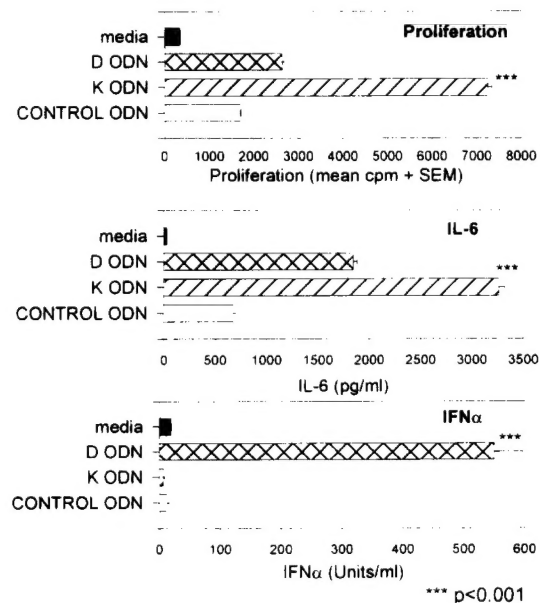 Proliferation
media
D ODN
K ODN ***
CONTROL ODN
0 1000 2000 3000 4000 5000 6000 7000 8000
Proliferation (mean cpm + SEM)
IL-6
media
D ODN
K ODN ***
CONTROL ODN
0 500 1000 1500 2000 2500 3000 3500
IL-6 (pg/ml)
IFNα
media
D ODN ***
K ODN
CONTROL ODN
0 100 200 300 400 500 600
IFNα (Units/ml)
*** p<0.001